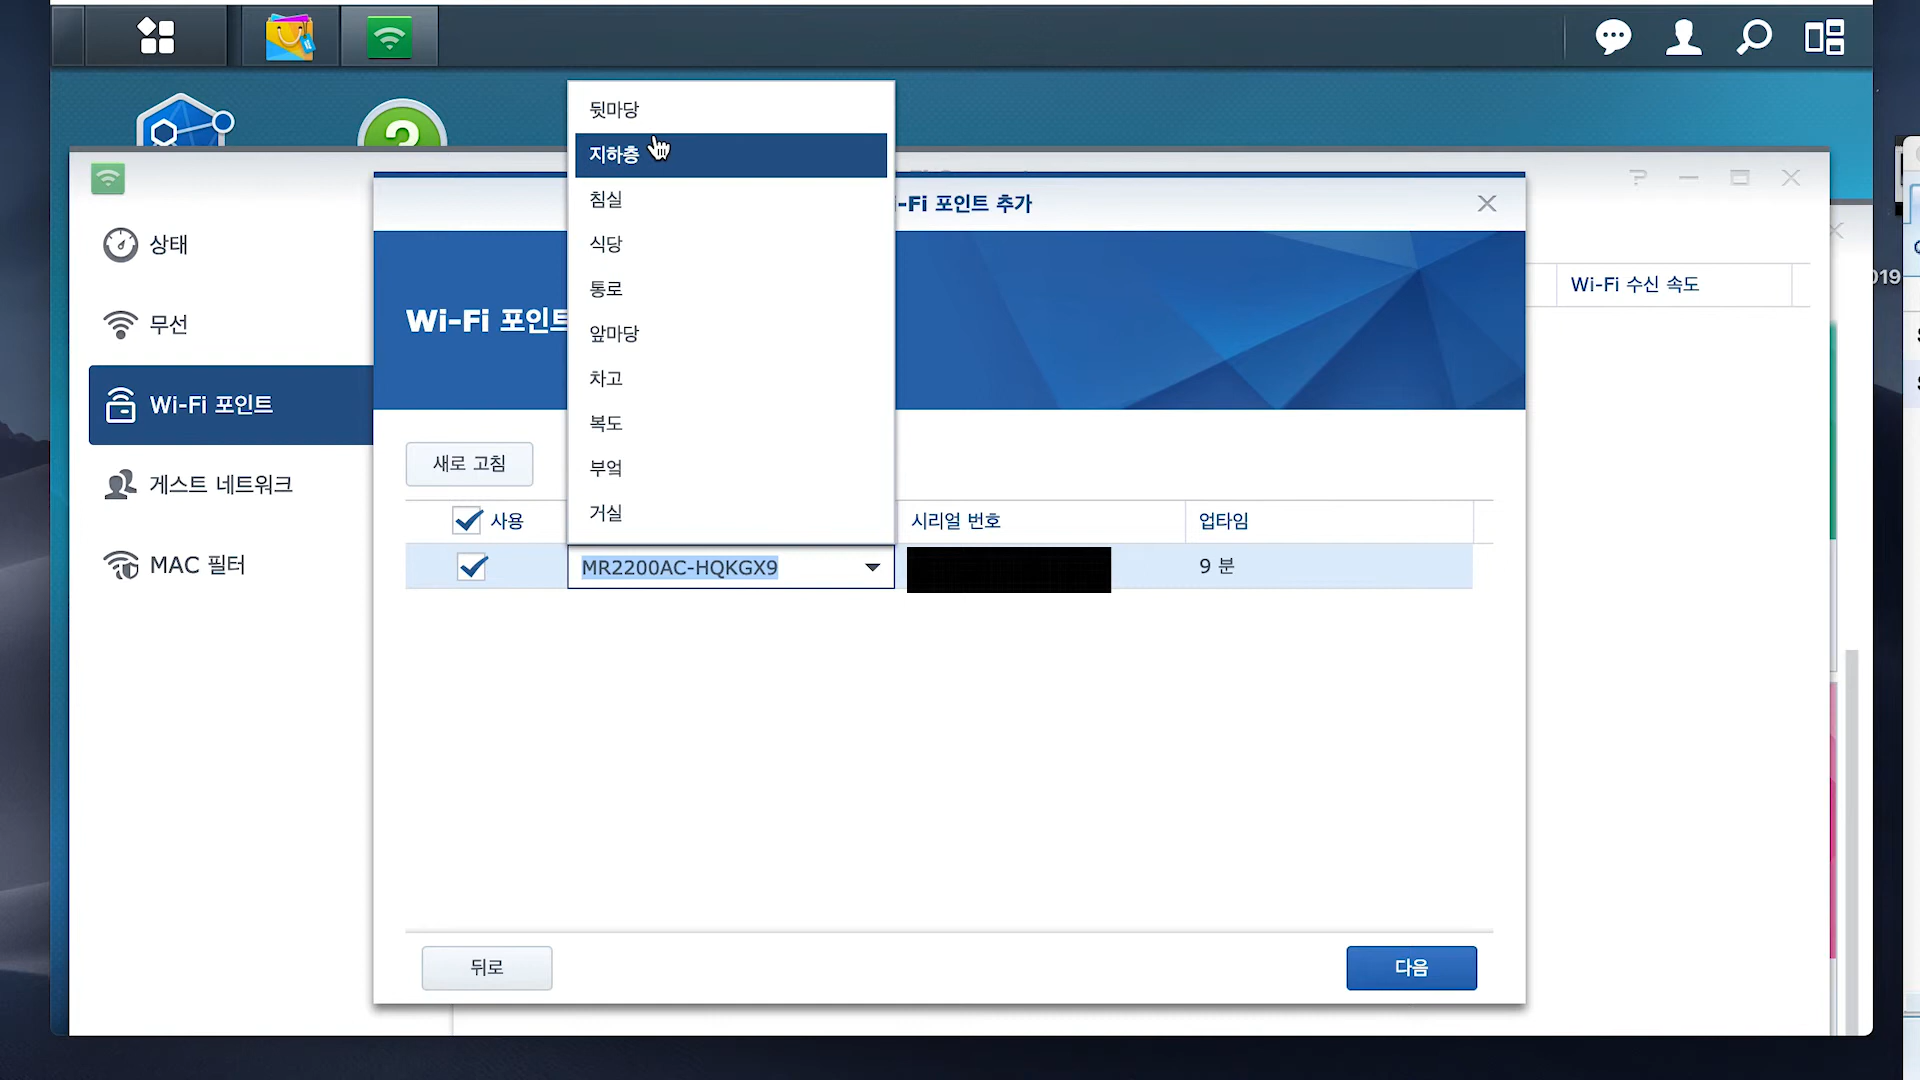 뒷마당
지하층
침실
식당
통로
앞마당
차고
복도
부엌
거실
-Fi 포인트 추가
상태
무선
Wi-Fi 포인트
게스트 네트워크
MAC 필터
Wi-Fi 수신 속도
019
Wi-Fi 포인트
새로 고침
사용
시리얼 번호
업타임
MR2200AC-HQKGX9
9 분
뒤로
다음